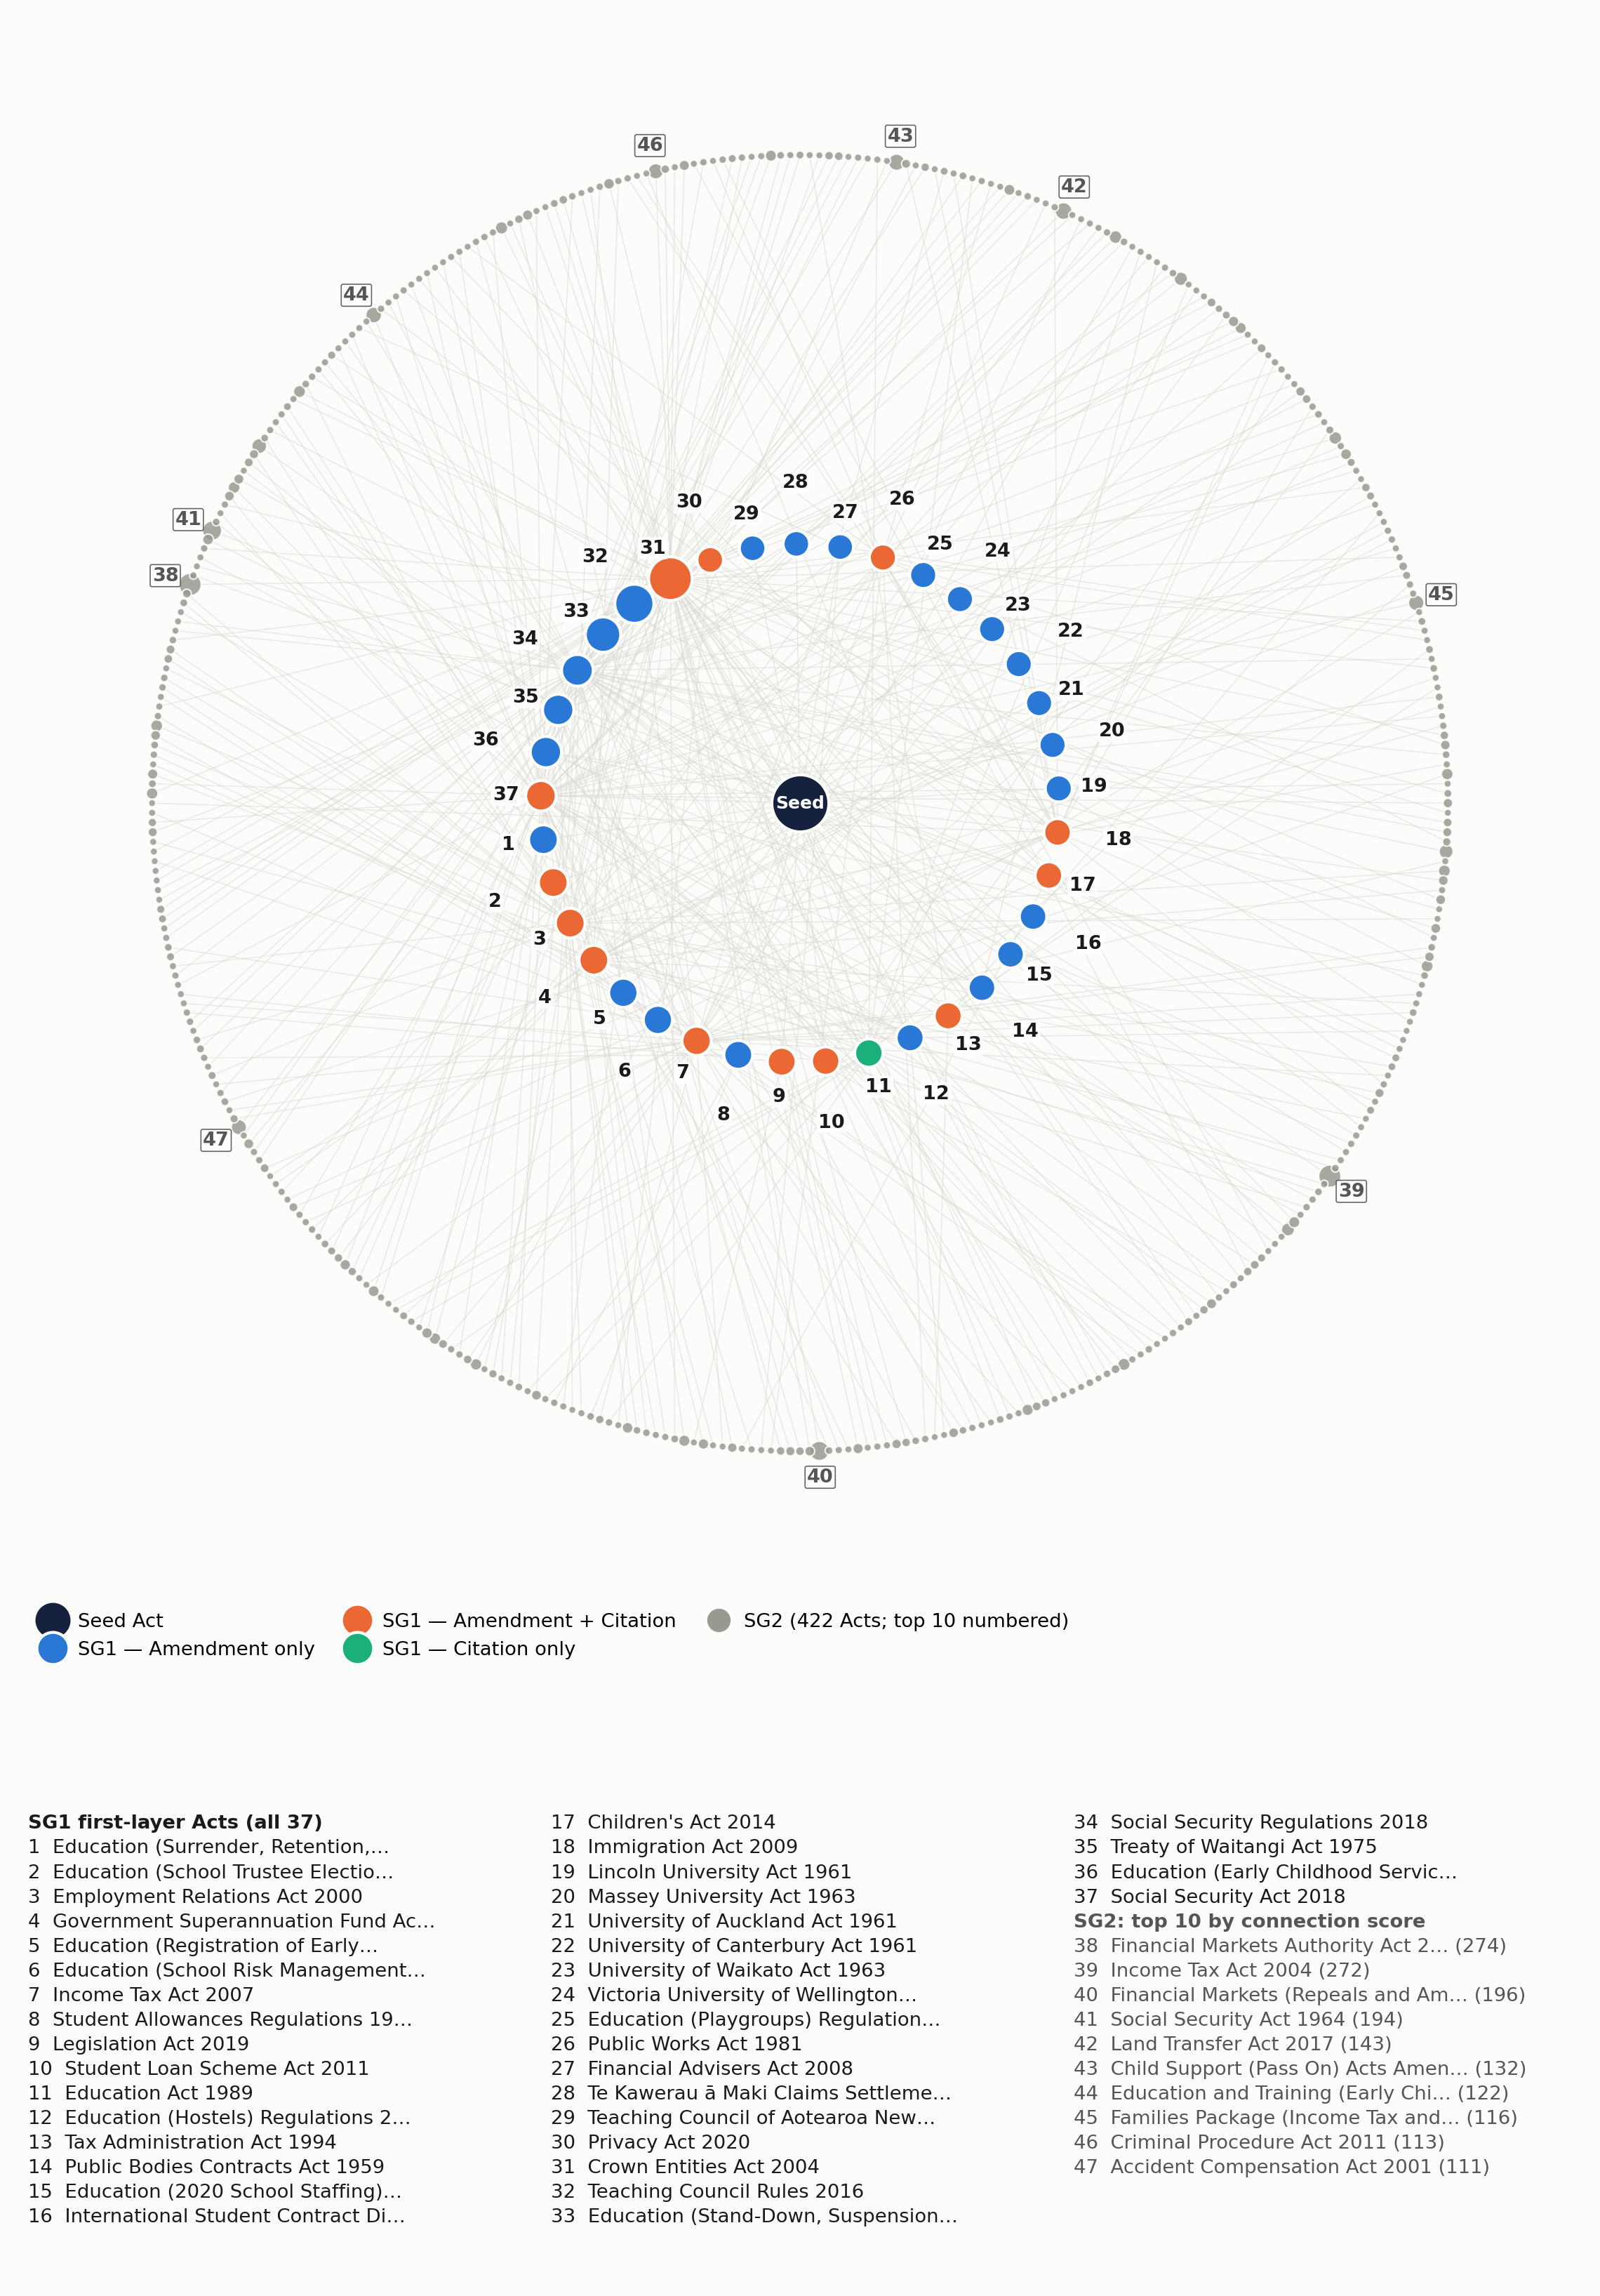 46
43
42
44
41
38
45
47
39
40
28
30
26
29
27
31
32
25
24
33
23
34
22
35
21
36
20
37
19
1
18
2
17
3
16
4
15
5
14
6
13
7
12
8
11
9
10
Seed
Seed Act
SG1 — Amendment only
SG1 — Amendment + Citation
SG1 — Citation only
SG2 (422 Acts; top 10 numbered)
SG1 first-layer Acts (all 37)
1 Education (Surrender, Retention,…
2 Education (School Trustee Electio…
3 Employment Relations Act 2000
4 Government Superannuation Fund Ac…
5 Education (Registration of Early…
6 Education (School Risk Management…
7 Income Tax Act 2007
8 Student Allowances Regulations 19…
9 Legislation Act 2019
10 Student Loan Scheme Act 2011
11 Education Act 1989
12 Education (Hostels) Regulations 2…
13 Tax Administration Act 1994
14 Public Bodies Contracts Act 1959
15 Education (2020 School Staffing)…
16 International Student Contract Di…
17 Children's Act 2014
18 Immigration Act 2009
19 Lincoln University Act 1961
20 Massey University Act 1963
21 University of Auckland Act 1961
22 University of Canterbury Act 1961
23 University of Waikato Act 1963
24 Victoria University of Wellington…
25 Education (Playgroups) Regulation…
26 Public Works Act 1981
27 Financial Advisers Act 2008
28 Te Kawerau ā Maki Claims Settleme…
29 Teaching Council of Aotearoa New…
30 Privacy Act 2020
31 Crown Entities Act 2004
32 Teaching Council Rules 2016
33 Education (Stand-Down, Suspension…
34 Social Security Regulations 2018
35 Treaty of Waitangi Act 1975
36 Education (Early Childhood Servic…
37 Social Security Act 2018
SG2: top 10 by connection score
38 Financial Markets Authority Act 2… (274)
39 Income Tax Act 2004 (272)
40 Financial Markets (Repeals and Am… (196)
41 Social Security Act 1964 (194)
42 Land Transfer Act 2017 (143)
43 Child Support (Pass On) Acts Amen… (132)
44 Education and Training (Early Chi… (122)
45 Families Package (Income Tax and… (116)
46 Criminal Procedure Act 2011 (113)
47 Accident Compensation Act 2001 (111)